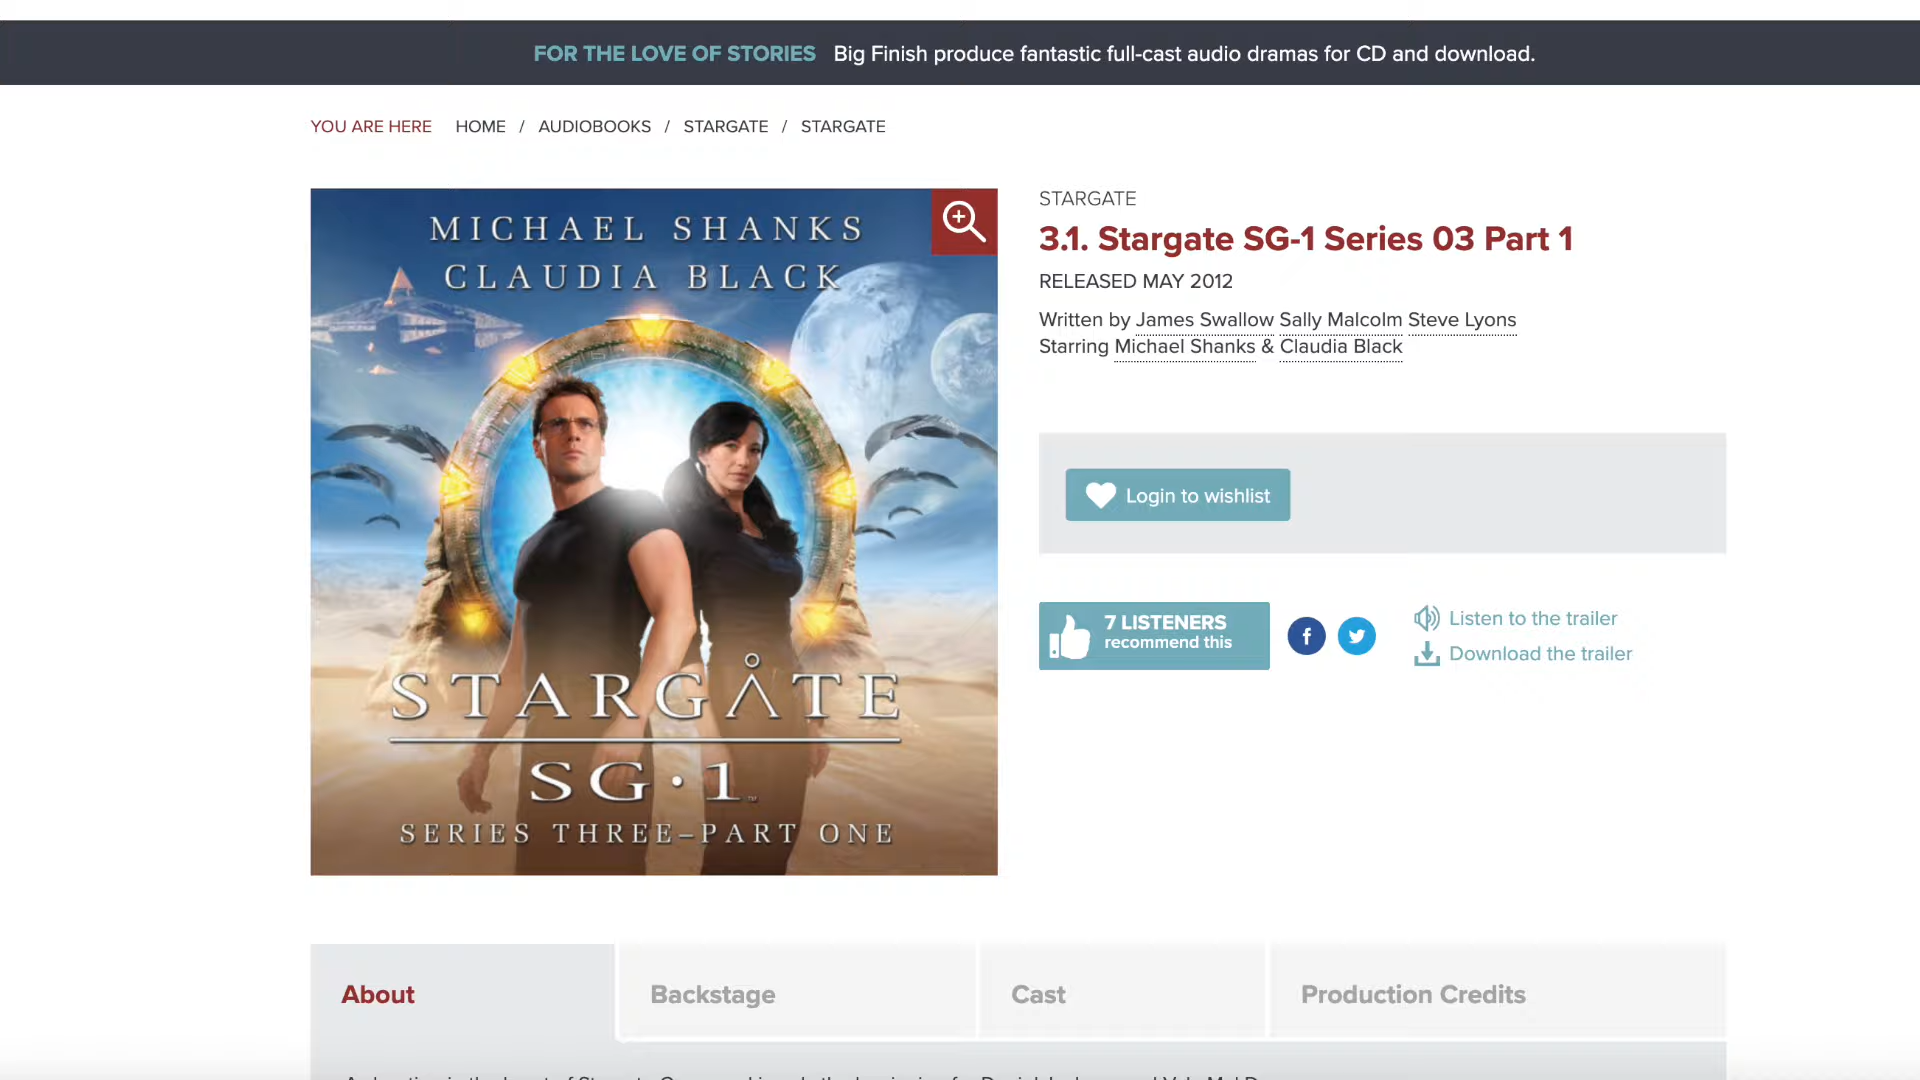 FOR THE LOVE OF STORIES Big Finish produce fantastic full-cast audio dramas for CD and download.
YOU ARE HERE HOME / AUDIOBOOKS / STARGATE / STARGATE
MICHAEL SHANKS
CLAUDIA BLACK
STARGATE
SG·1
SERIES THREE–PART ONE
STARGATE
3.1. Stargate SG-1 Series 03 Part 1
RELEASED MAY 2012
Written by James Swallow Sally Malcolm Steve Lyons
Starring Michael Shanks & Claudia Black
Login to wishlist
7 LISTENERS
recommend this
Listen to the trailer
Download the trailer
About Backstage Cast Production Credits